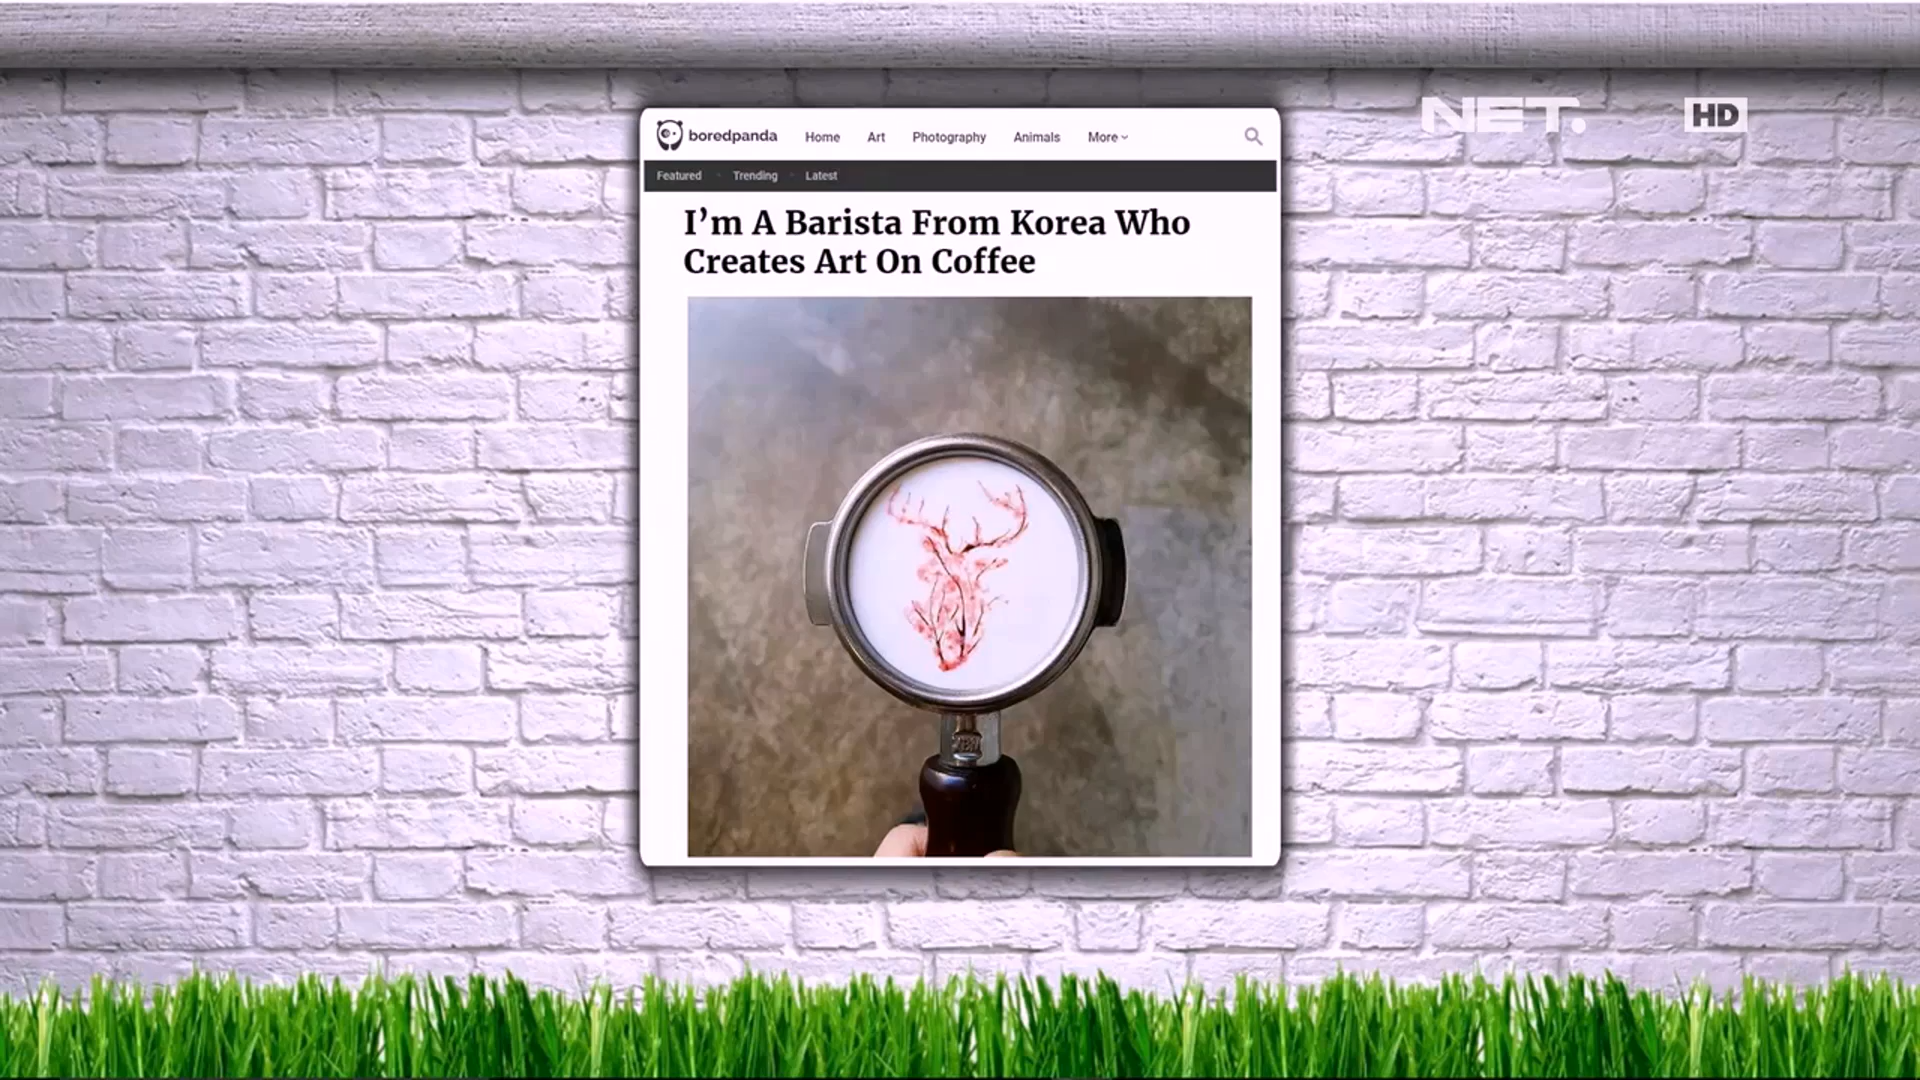 NET.
HD
boredpanda Home Art Photography Animals More
Featured Trending Latest
I'm A Barista From Korea Who
Creates Art On Coffee